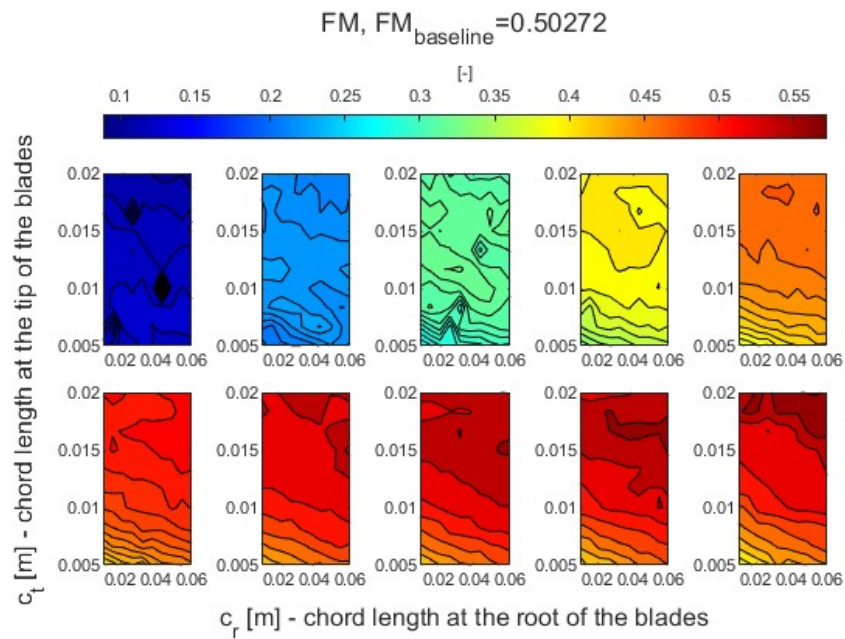 FM, FM_baseline=0.50272
[-]
0.1 0.15 0.2 0.25 0.3 0.35 0.4 0.45 0.5 0.55
c_t [m] - chord length at the tip of the blades
0.02 0.02 0.02 0.02 0.02
0.015 0.015 0.015 0.015 0.015
0.01 0.01 0.01 0.01 0.01
0.005 0.005 0.005 0.005 0.005
0.02 0.04 0.06 0.02 0.04 0.06 0.02 0.04 0.06 0.02 0.04 0.06 0.02 0.04 0.06
0.02 0.02 0.02 0.02 0.02
0.015 0.015 0.015 0.015 0.015
0.01 0.01 0.01 0.01 0.01
0.005 0.005 0.005 0.005 0.005
0.02 0.04 0.06 0.02 0.04 0.06 0.02 0.04 0.06 0.02 0.04 0.06 0.02 0.04 0.06
c_r [m] - chord length at the root of the blades